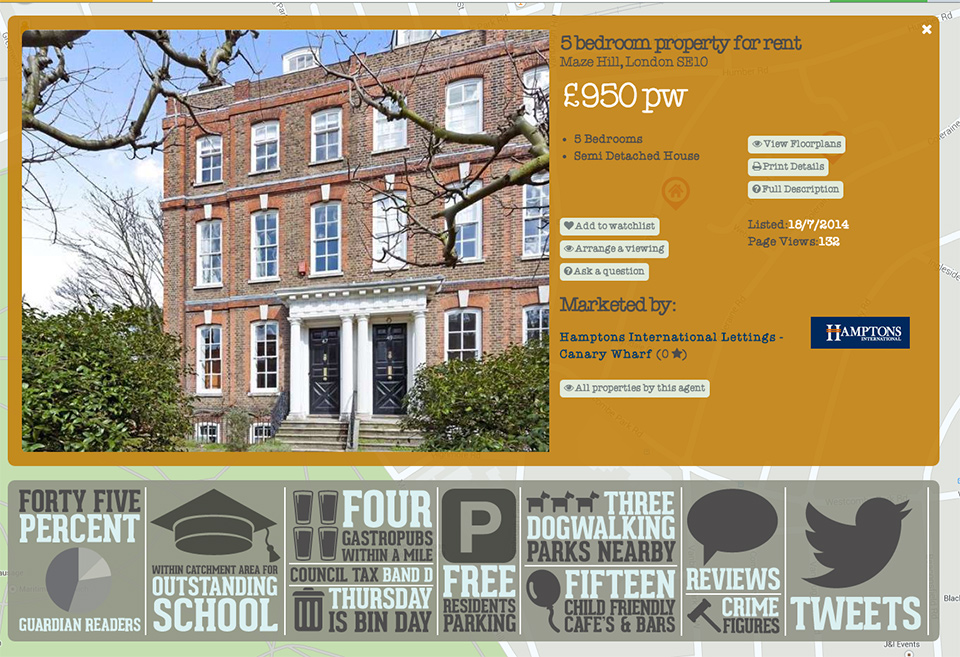 5 bedroom property for rent
Maze Hill, London SE10
£950 pw
5 Bedrooms
Semi Detached House
View Floorplans
Print Details
Full Description
Add to watchlist
Arrange a viewing
Ask a question
Listed:18/7/2014
Page Views:132
Marketed by:
Hamptons International Lettings -
Canary Wharf (0 ★)
HAMPTONS
INTERNATIONAL
All properties by this agent
FORTY FIVE
PERCENT
GUARDIAN READERS
WITHIN CATCHMENT AREA FOR
OUTSTANDING
SCHOOL
FOUR
GASTROPUBS
WITHIN A MILE
COUNCIL TAX BAND D
THURSDAY
IS BIN DAY
P
FREE
RESIDENTS
PARKING
THREE
DOGWALKING
PARKS NEARBY
FIFTEEN
CHILD FRIENDLY
CAFE'S & BARS
REVIEWS
CRIME
FIGURES
TWEETS
J&I Events